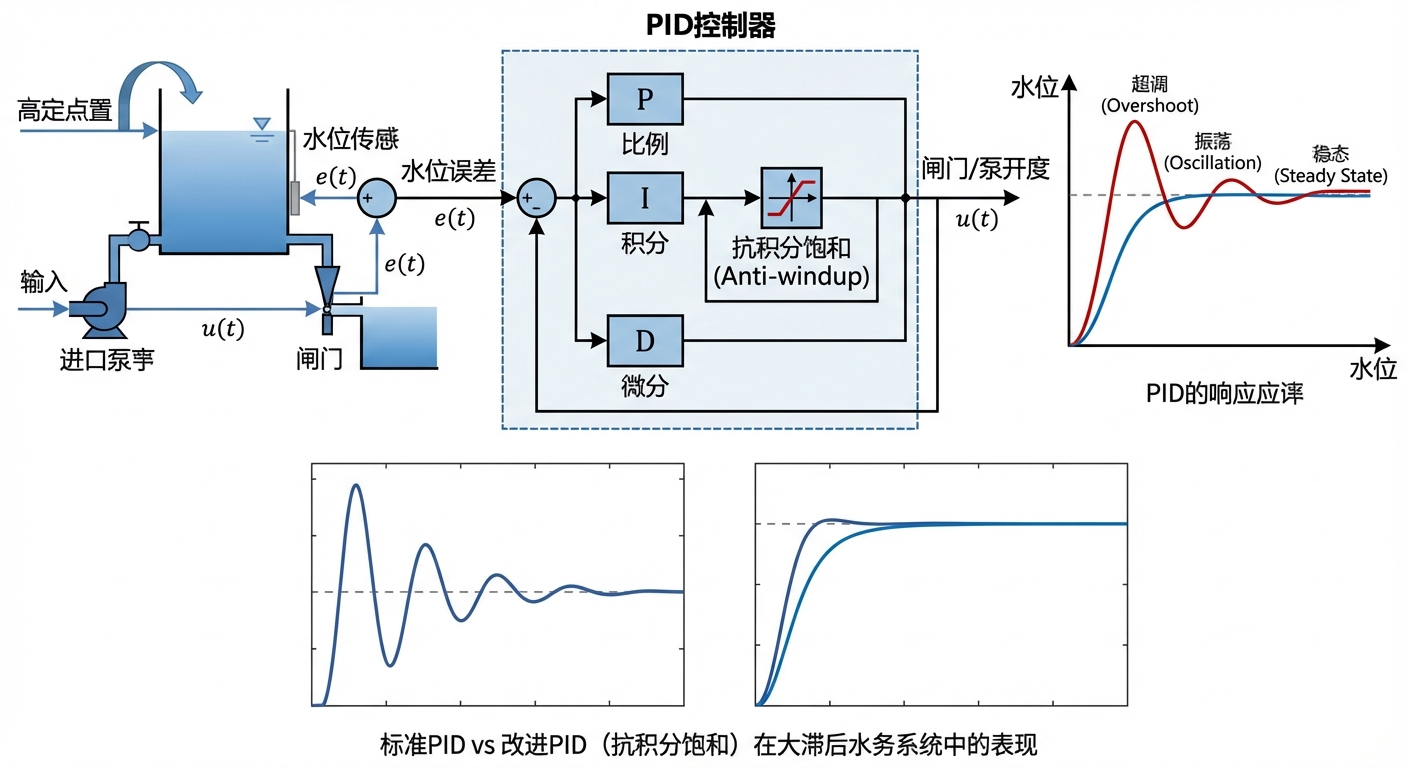 PID控制器
高定点置
水位传感
e(t)
水位误差
e(t)
e(t)
输入
u(t)
进口泵率
闸门
+
+
-
P
比例
I
积分
抗积分饱和
(Anti-windup)
D
微分
闸门/泵开度
u(t)
水位
超调
(Overshoot)
振荡
(Oscillation)
稳态
(Steady State)
水位
PID的响应应
标准PID vs 改进PID（抗积分饱和）在大滞后水务系统中的表现